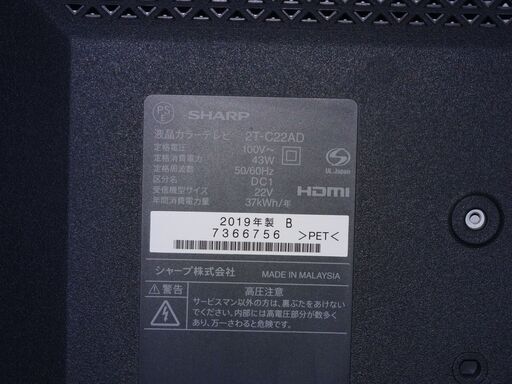 PS
E
SHARP
液晶カラーテレビ 2T-C22AD
定格電圧 100V～
定格消費電力 43W
定格周波数 50/60Hz
区分名 DC1
受信機型サイズ 22V
年間消費電力量 37kWh/年
S
UL Japan
HDMI
2019年製 B
7366756 >PET<
シャープ株式会社 MADE IN MALAYSIA
⚠警告 高圧注意
サービスマン以外の方は、裏ぶたをあけない
でください。内部には高電圧部分が数多く
あり、万一さわると危険です。